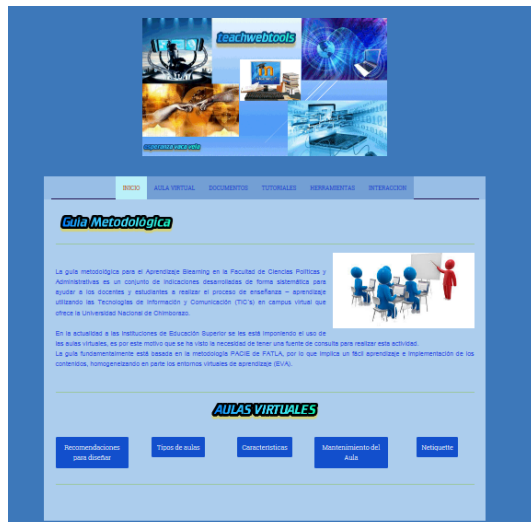 teachwebtools
INICIO AULA VIRTUAL DOCUMENTOS TUTORIALES HERRAMIENTAS INTERACCION
Guia Metodológica
La guía metodológica para el Aprendizaje Blearning en la Facultad de Ciencias Políticas y
Administrativas es un conjunto de indicaciones desarrolladas de forma sistemática para
ayudar a los docentes y estudiantes a realizar el proceso de enseñanza – aprendizaje
utilizando las Tecnologías de Información y Comunicación (TIC's) en campus virtual que
ofrece la Universidad Nacional de Chimborazo.
En la actualidad a las instituciones de Educación Superior se les está imponiendo el uso de
las aulas virtuales, es por este motivo que se ha visto la necesidad de tener una fuente de consulta para realizar esta actividad.
La guía fundamentalmente está basada en la metodología PACIE de FATLA, por lo que implica un fácil aprendizaje e implementación de los
contenidos, homogeneizando en parte los entornos virtuales de aprendizaje (EVA).
AULAS VIRTUALES
Recomendaciones
para diseñar
Tipos de aulas
Características
Mantenimiento del
Aula
Netiquette